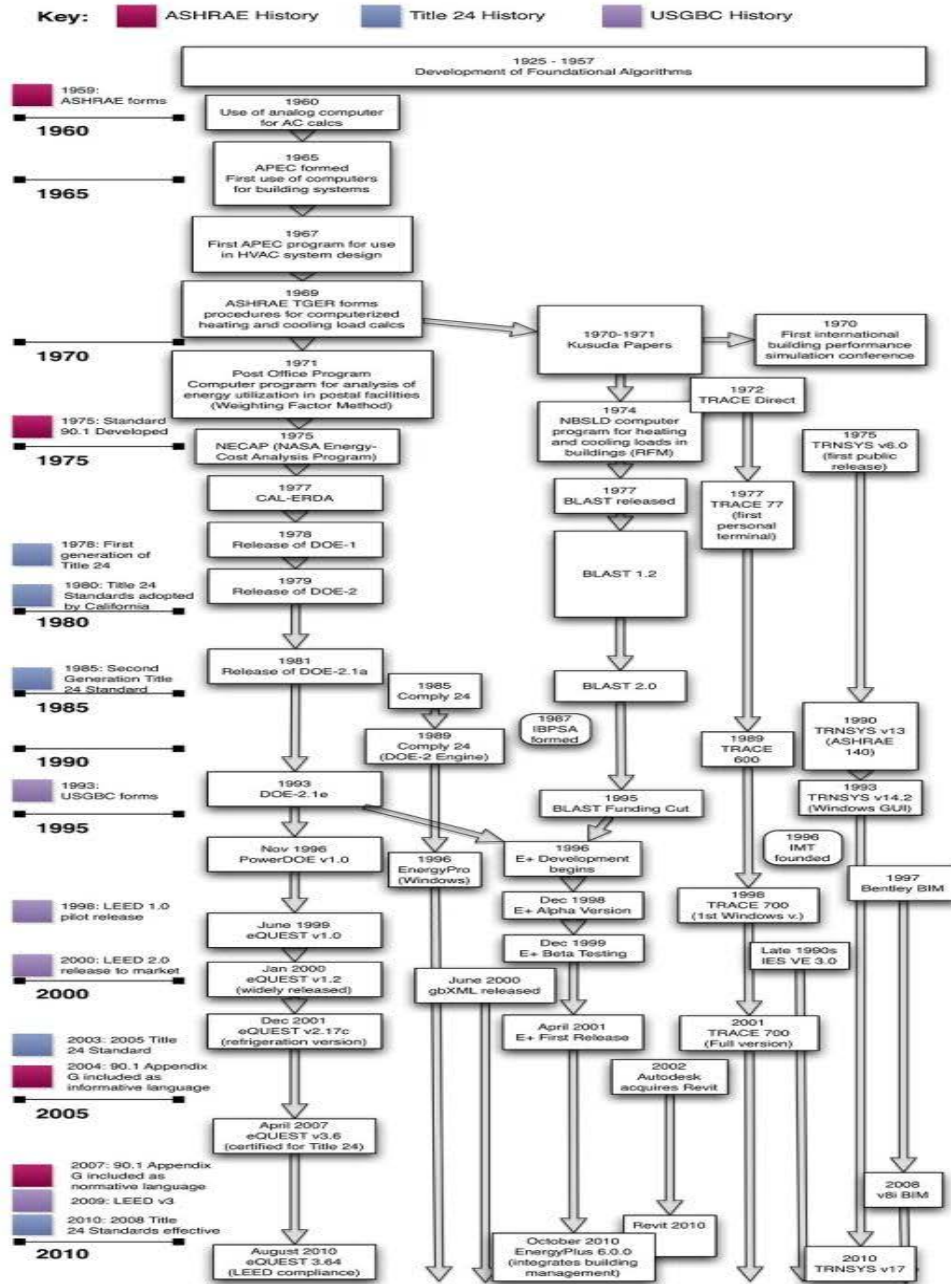 Key:
ASHRAE History
Title 24 History
USGBC History
1925 - 1957
Development of Foundational Algorithms
1959:
ASHRAE forms
1960
1960
Use of analog computer
for AC calcs
1965
1965
APEC formed
First use of computers
for building systems
1967
First APEC program for use
in HVAC system design
1969
ASHRAE TGER forms
procedures for computerized
heating and cooling load calcs
1970-1971
Kusuda Papers
1970
First international
building performance
simulation conference
1970
1971
Post Office Program
Computer program for analysis of
energy utilization in postal facilities
(Weighting Factor Method)
1972
TRACE Direct
1974
NBSLD computer
program for heating
and cooling loads in
buildings (RFM)
1975: Standard
90.1 Developed
1975
1975
NECAP (NASA Energy-
Cost Analysis Program)
1975
TRNSYS v6.0
(first public
release)
1977
CAL-ERDA
1977
BLAST released
1977
TRACE 77
(first
personal
terminal)
1978: First
generation of
Title 24
1978
Release of DOE-1
BLAST 1.2
1980: Title 24
Standards adopted
by California
1980
1979
Release of DOE-2
1985: Second
Generation Title
24 Standard
1985
1981
Release of DOE-2.1a
1985
Comply 24
BLAST 2.0
1987
IBPSA
formed
1989
Comply 24
(DOE-2 Engine)
1989
TRACE
600
1990
TRNSYS v13
(ASHRAE
140)
1990
1993:
USGBC forms
1995
1993
DOE-2.1e
1995
BLAST Funding Cut
1993
TRNSYS v14.2
(Windows GUI)
Nov 1996
PowerDOE v1.0
1996
EnergyPro
(Windows)
1996
E+ Development
begins
1996
IMT
founded
1997
Bentley BIM
1998: LEED 1.0
pilot release
Dec 1998
E+ Alpha Version
1998
TRACE 700
(1st Windows v.)
June 1999
eQUEST v1.0
Dec 1999
E+ Beta Testing
Late 1990s
IES VE 3.0
2000: LEED 2.0
release to market
2000
Jan 2000
eQUEST v1.2
(widely released)
June 2000
gbXML released
Dec 2001
eQUEST v2.17c
(refrigeration version)
April 2001
E+ First Release
2001
TRACE 700
(Full version)
2003: 2005 Title
24 Standard
2004: 90.1 Appendix
G included as
informative language
2005
2002
Autodesk
acquires Revit
April 2007
eQUEST v3.6
(certified for Title 24)
2007: 90.1 Appendix
G included as
normative language
2009: LEED v3
2010: 2008 Title
24 Standards effective
2010
2008
v8i BIM
Revit 2010
August 2010
eQUEST 3.64
(LEED compliance)
October 2010
EnergyPlus 6.0.0
(integrates building
management)
2010
TRNSYS v17